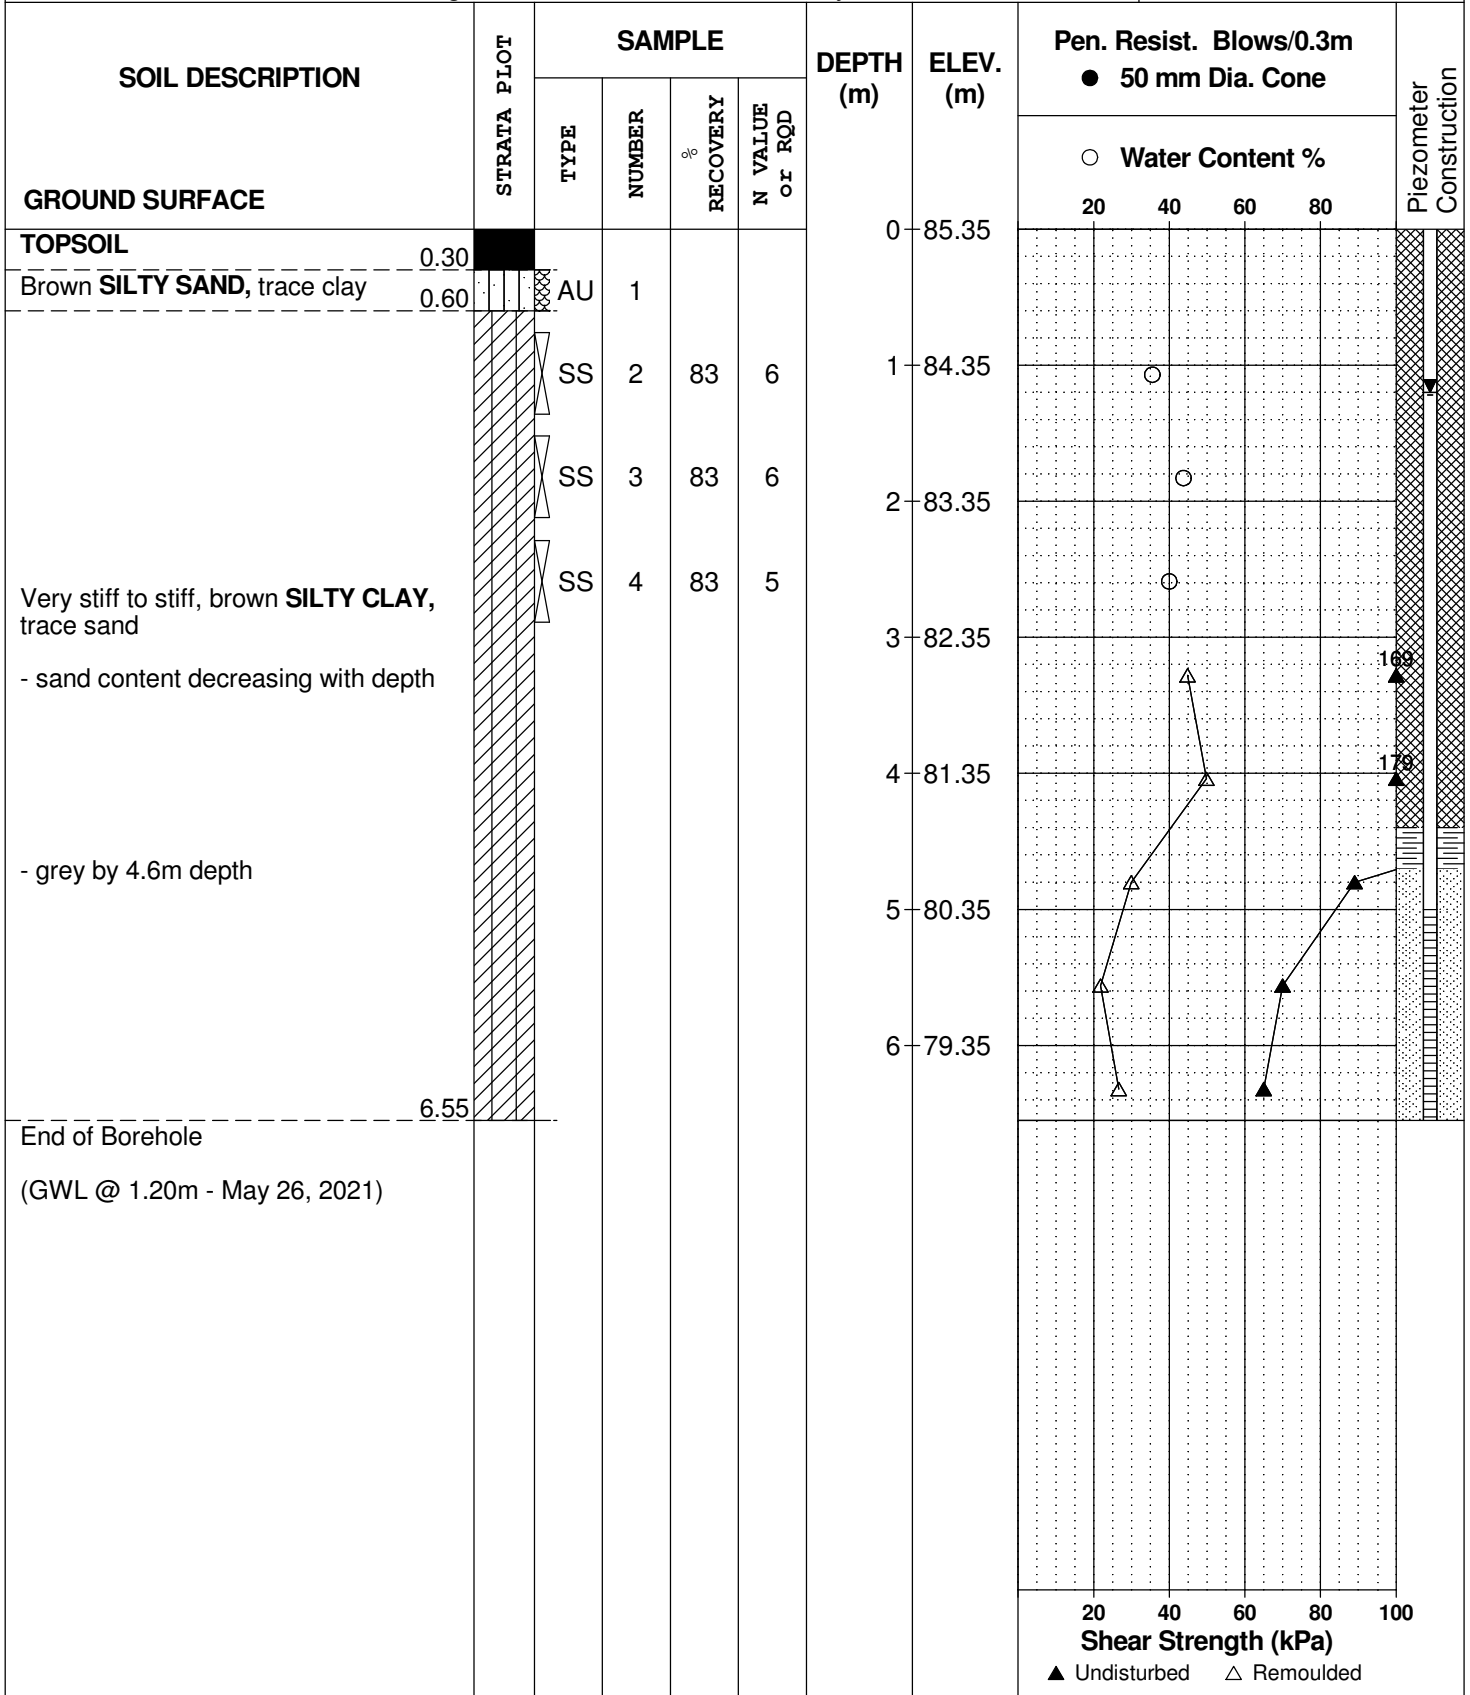 SOIL DESCRIPTION
GROUND SURFACE
STRATA PLOT
SAMPLE
TYPE
NUMBER
%
RECOVERY
N VALUE
or RQD
DEPTH
(m)
ELEV.
(m)
Pen. Resist. Blows/0.3m
● 50 mm Dia. Cone
○ Water Content %
20 40 60 80
Piezometer
Construction
TOPSOIL
0.30
Brown SILTY SAND, trace clay
0.60
AU 1
SS 2 83 6
SS 3 83 6
SS 4 83 5
Very stiff to stiff, brown SILTY CLAY,
trace sand
- sand content decreasing with depth
- grey by 4.6m depth
6.55
End of Borehole
(GWL @ 1.20m - May 26, 2021)
0 85.35
1 84.35
2 83.35
3 82.35
4 81.35
5 80.35
6 79.35
169
179
20 40 60 80 100
Shear Strength (kPa)
▲ Undisturbed △ Remoulded